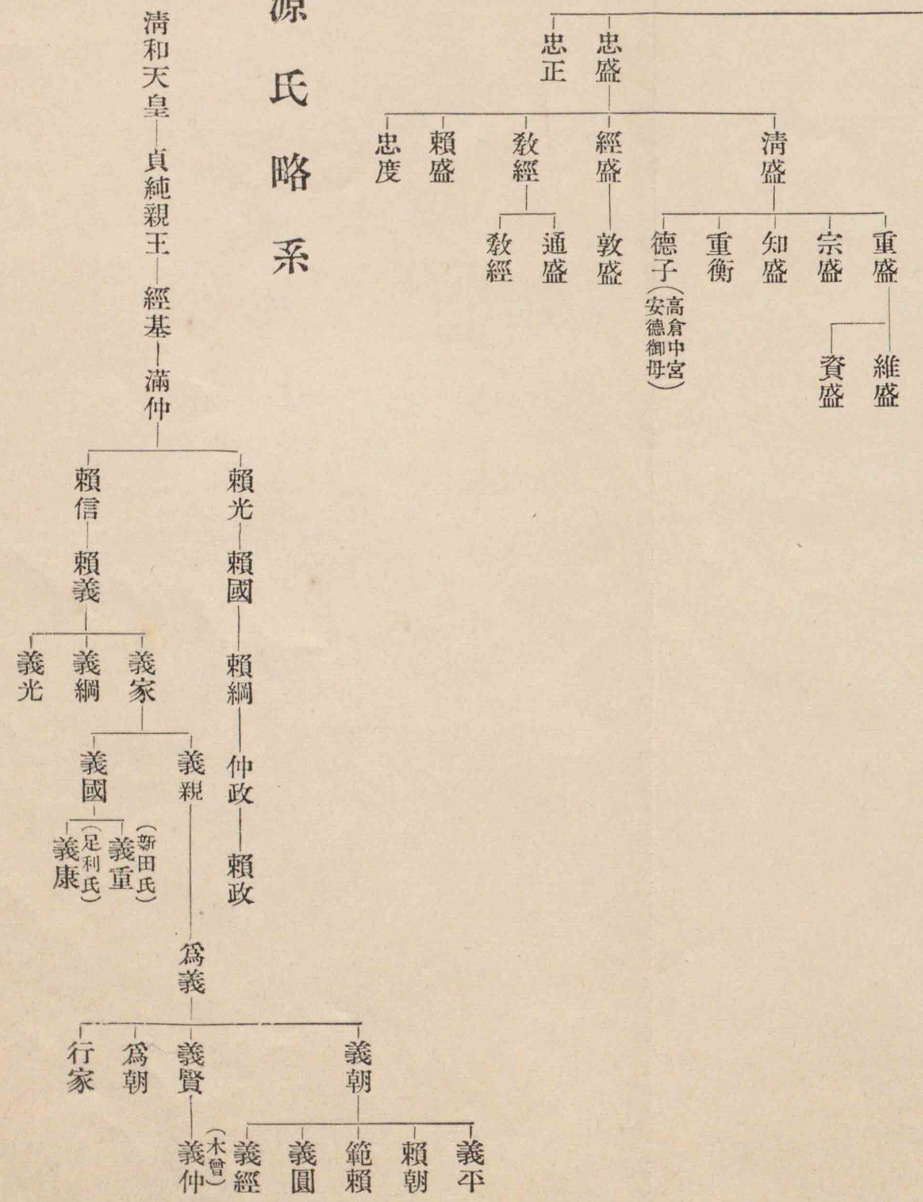 忠盛
忠正
清盛
經盛
敎經
賴盛
忠度
重盛
宗盛
知盛
重衡
德子
(高倉中宮
安德御母)
敦盛
通盛
敎經
維盛
資盛
源氏略系
清和天皇
貞純親王
經基
滿仲
賴光
賴國
賴綱
仲政
賴政
賴信
賴義
義家
義綱
義光
義親
義國
(新田氏)
義重
(足利氏)
義康
爲義
義朝
義賢
爲朝
行家
義平
賴朝
範賴
義圓
義經
(木曾)
義仲